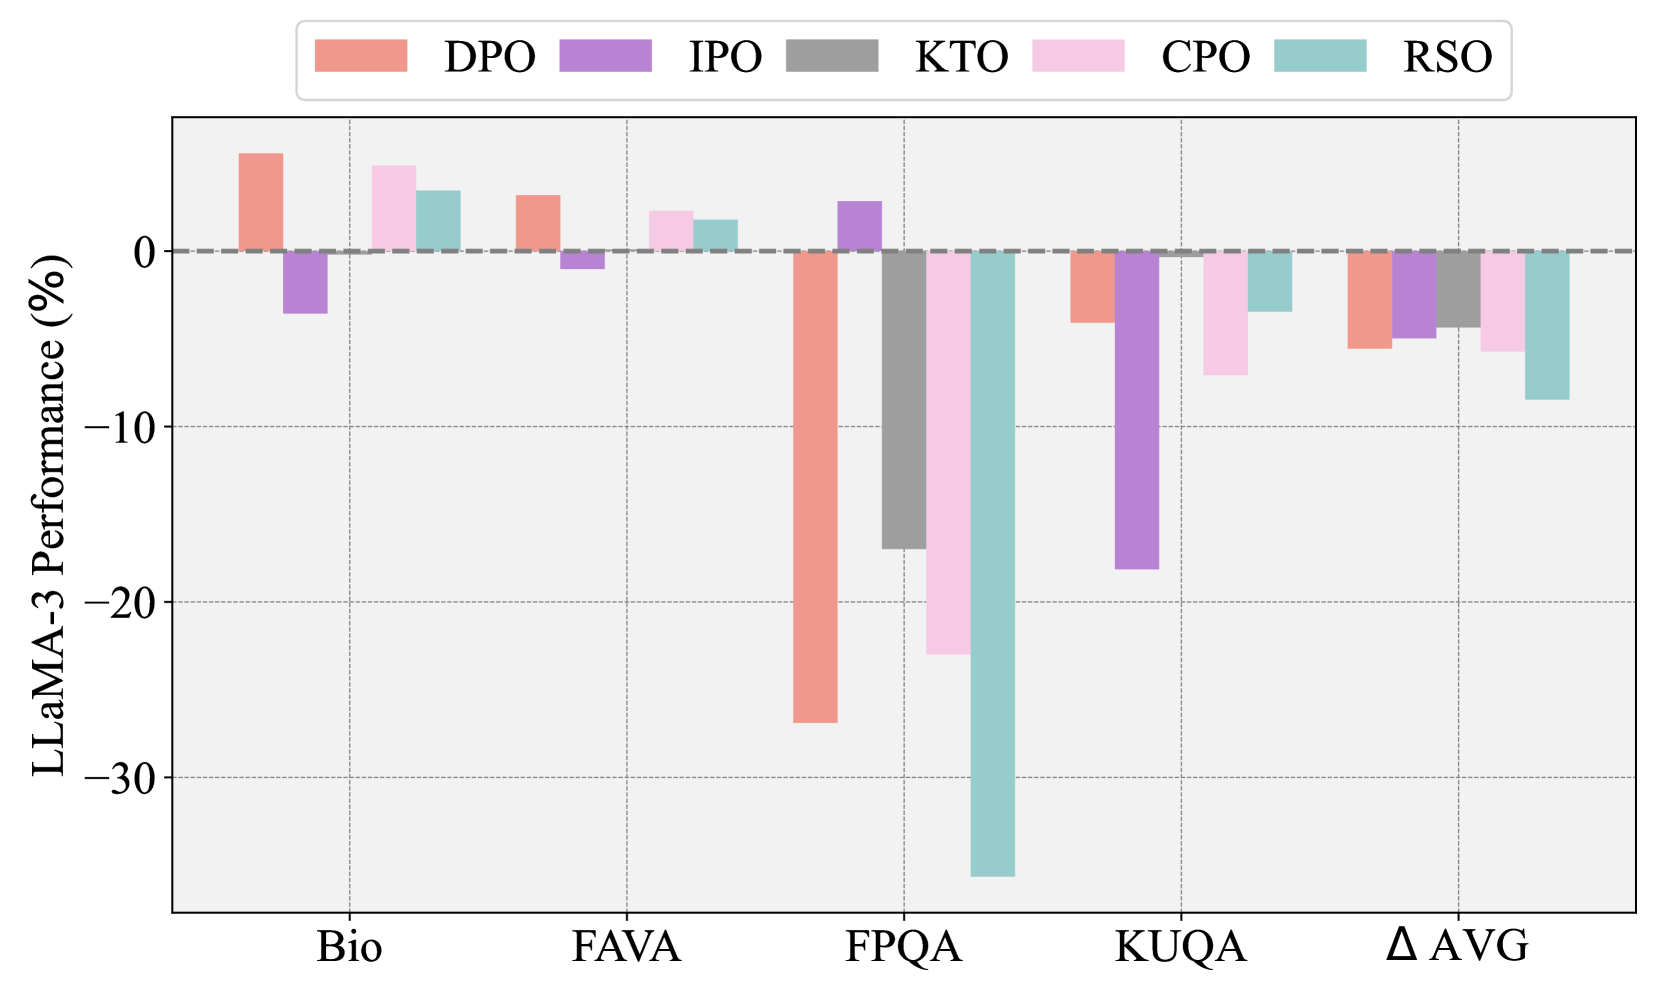 DPO IPO KTO CPO RSO
LLaMA-3 Performance (%)
0
−10
−20
−30
Bio FAVA FPQA KUQA Δ AVG